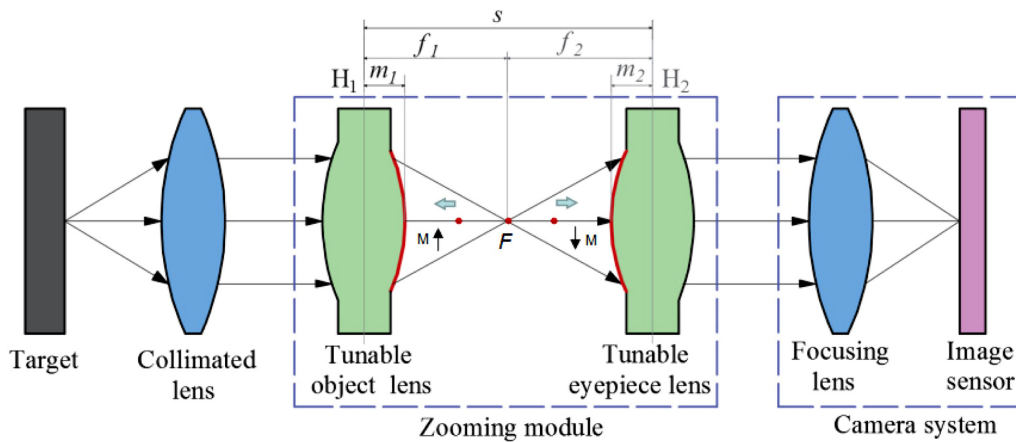 s
f1 f2
H1 m1 m2 H2
M F M
Target
Collimated
lens
Tunable
object lens
Tunable
eyepiece lens
Focusing
lens
Image
sensor
Zooming module
Camera system